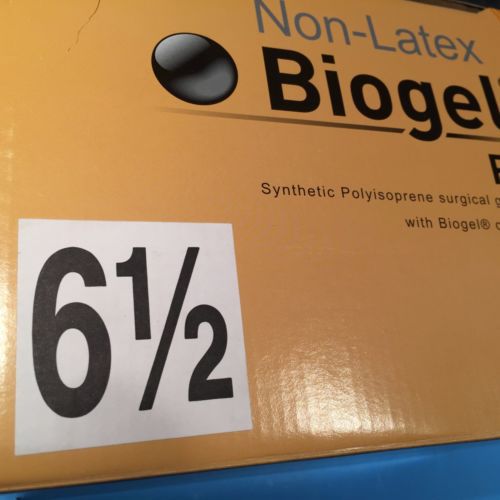 Non-Latex
Biogel
Synthetic Polyisoprene surgical
with Biogel®
6½